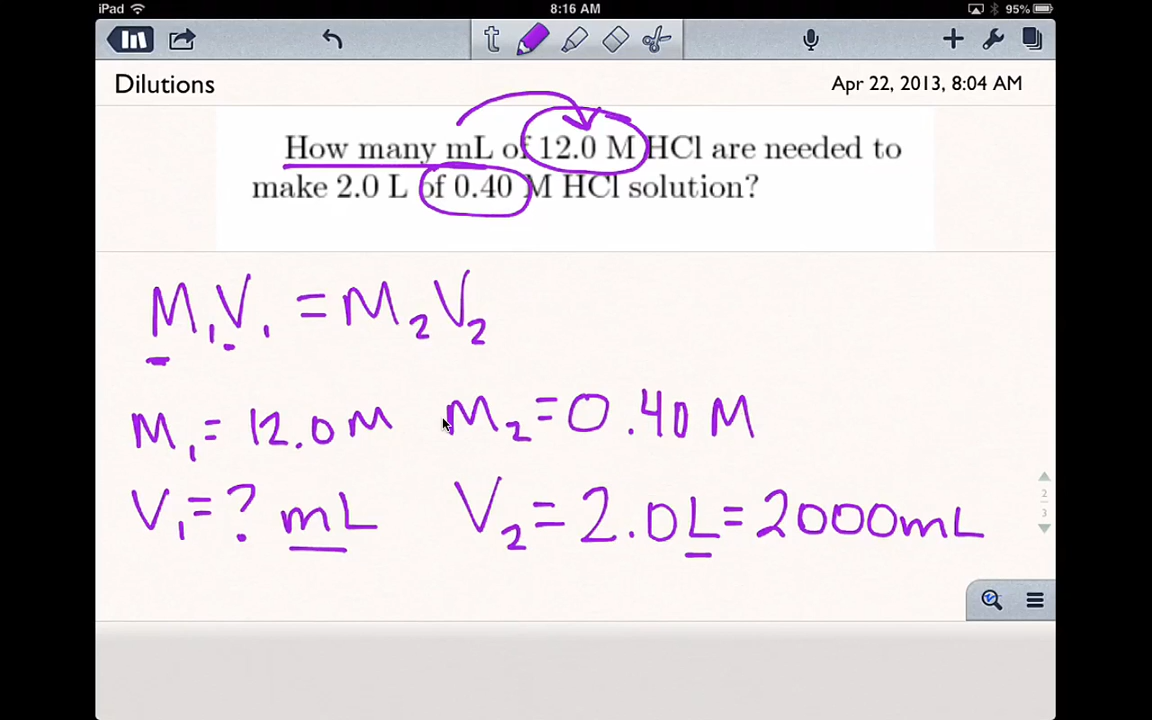 iPad 8:16 AM 95%
t
Dilutions Apr 22, 2013, 8:04 AM
How many mL of 12.0 M HCl are needed to
make 2.0 L of 0.40 M HCl solution?
M₁V₁ = M₂V₂
M₁ = 12.0 M M₂ = 0.40 M
V₁ = ? mL V₂ = 2.0 L = 2000 mL
2
3